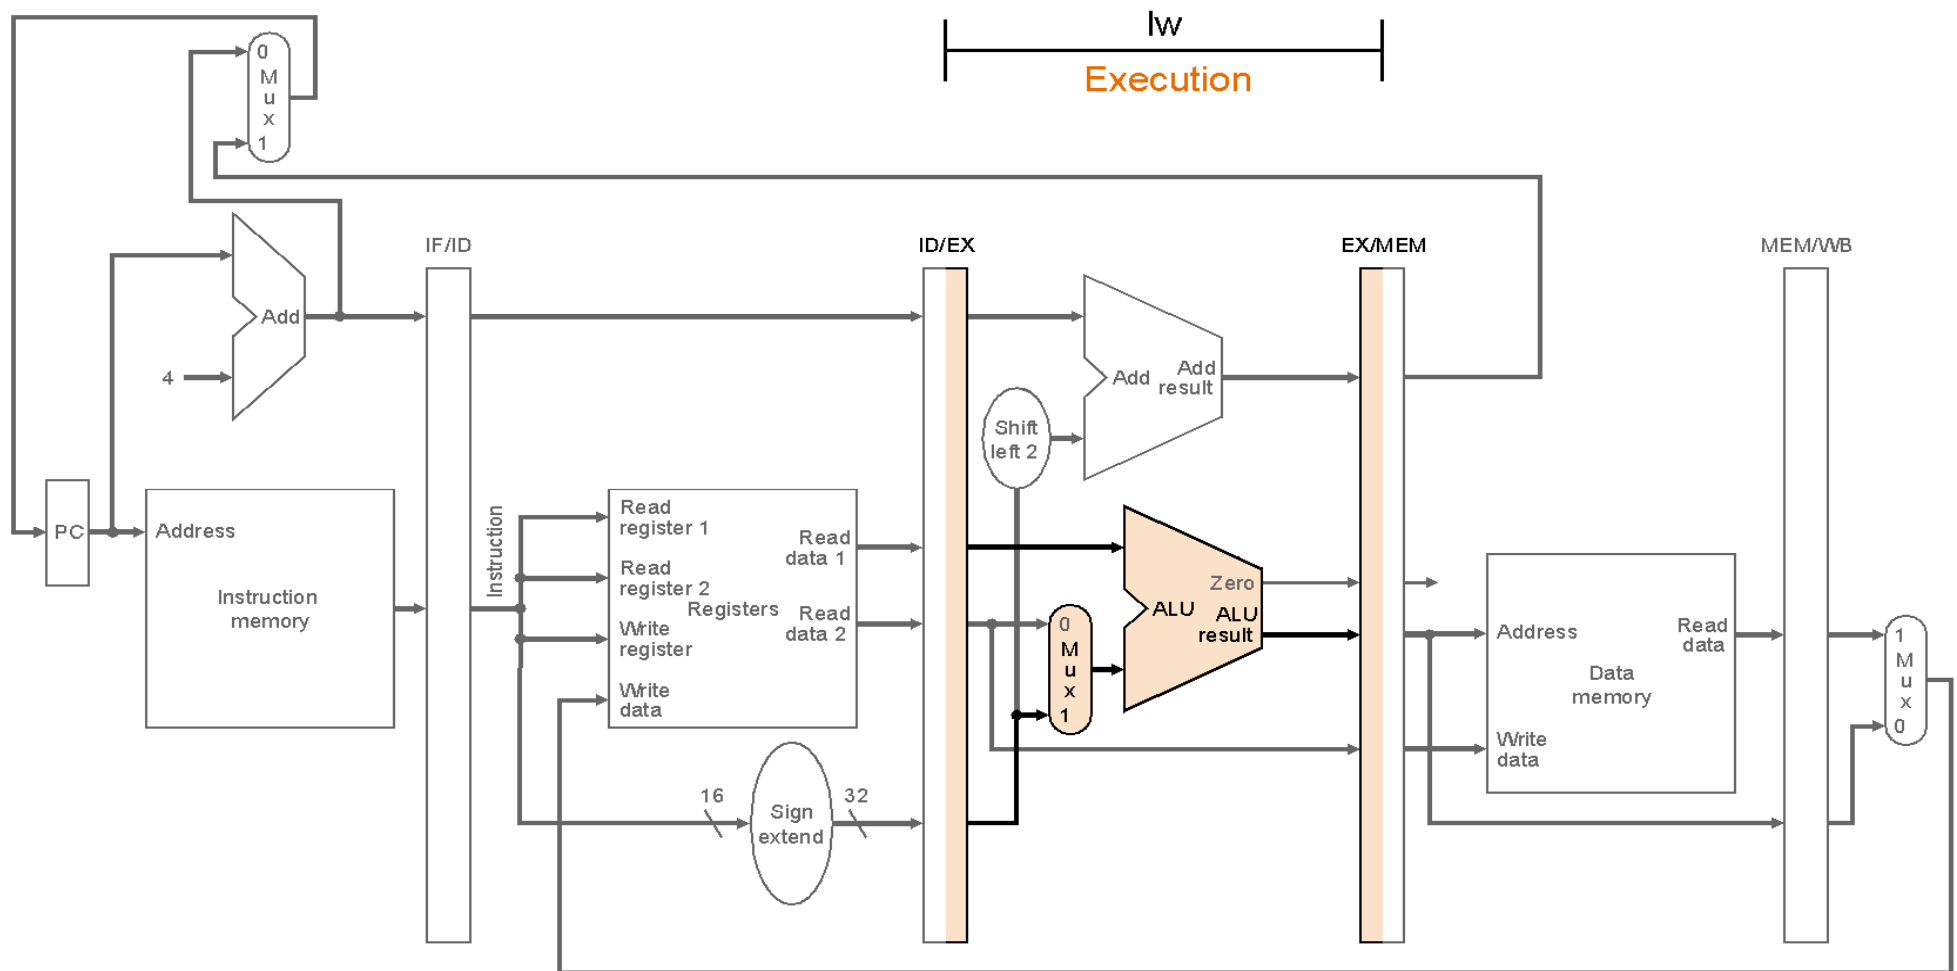 lw
Execution
0
M
u
x
1
IF/ID
ID/EX
EX/MEM
MEM/WB
Add
4
Add
Add
result
Shift
left 2
PC
Address
Instruction
memory
Instruction
Read
register 1
Read
register 2
Write
register
Write
data
Registers
Read
data 1
Read
data 2
16
Sign
extend
32
0
M
u
x
1
ALU
Zero
ALU
result
Address
Write
data
Data
memory
Read
data
1
M
u
x
0